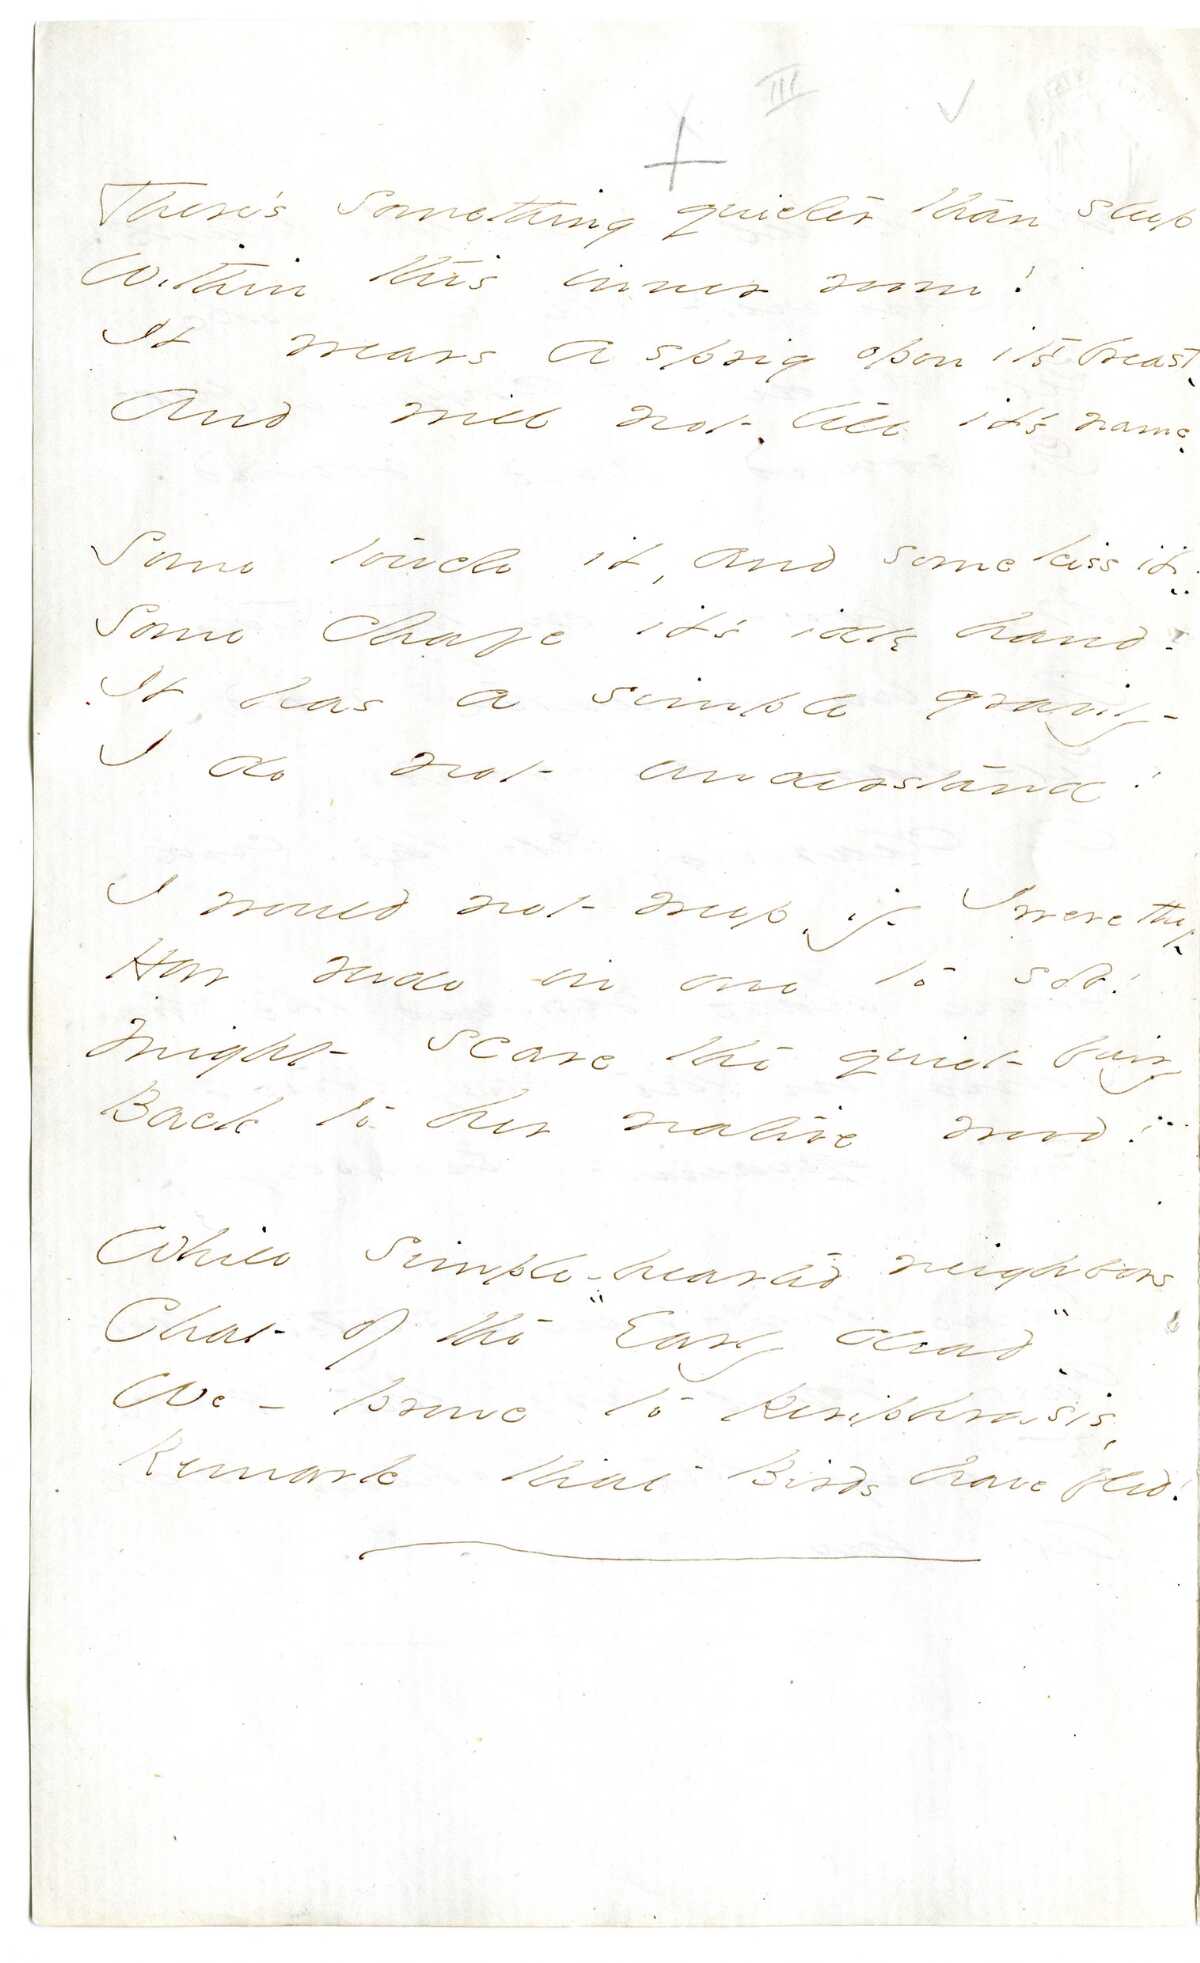 III
There's something quieter than sleep
Within this inner room!
It wears a sprig upon it's breast,
And will not tell it's name.
Some touch it, and some kiss it;
Some chafe it's idle hand:
It has a simple gravity -
I do not understand!
I would not weep, if I were they,
How rude in one to sob!
Might scare the quiet fairy
Back to her native wood!
While simple-hearted neighbors
Chat of the "Early dead",
We - prone to Periphrasis,
Remark that Birds have fled!